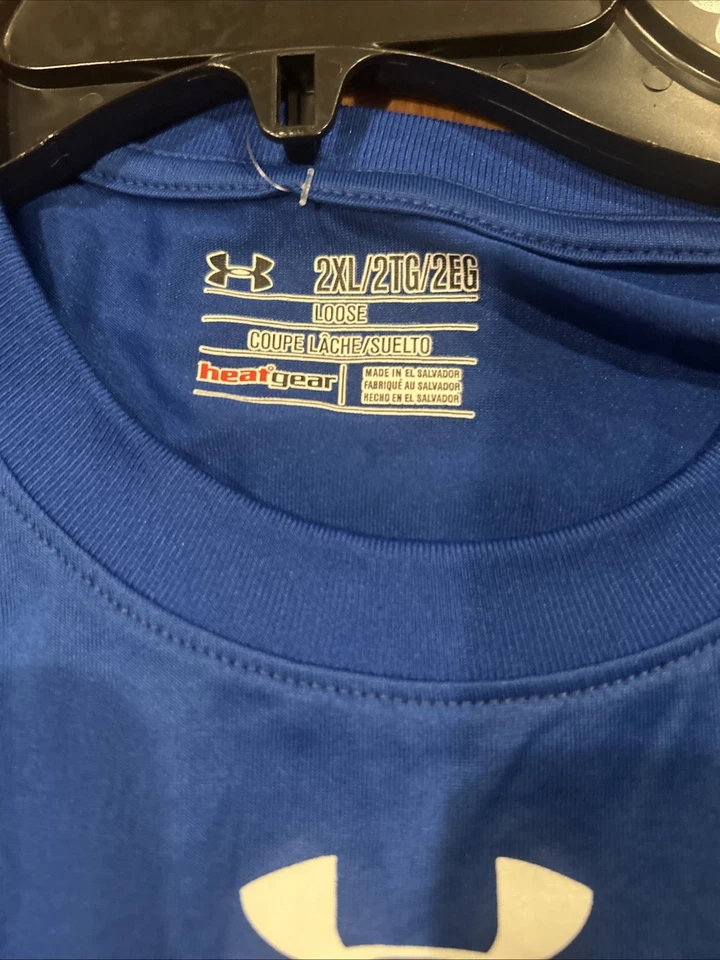 2XL/2TG/2EG
LOOSE
COUPE LÂCHE/SUELTO
heatgear
MADE IN EL SALVADOR
FABRIQUÉ AU SALVADOR
HECHO EN EL SALVADOR